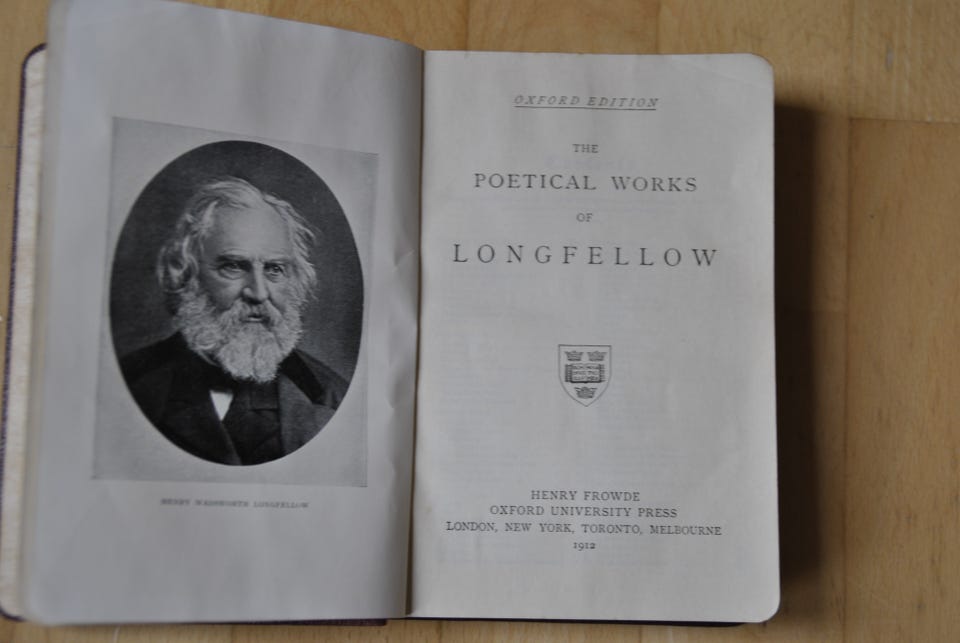 HENRY WADSWORTH LONGFELLOW
OXFORD EDITION
THE
POETICAL WORKS
OF
LONGFELLOW
HENRY FROWDE
OXFORD UNIVERSITY PRESS
LONDON, NEW YORK, TORONTO, MELBOURNE
1912